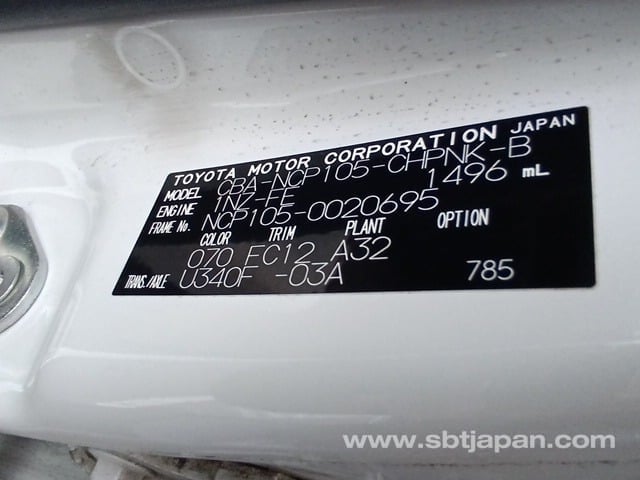 TOYOTA MOTOR CORPORATION JAPAN
MODEL CBA-NCP105-CHPNK-B
ENGINE 1NZ-FE 1496 mL
FRAME No. NCP105-0020695
COLOR TRIM PLANT OPTION
070 FC12 A32
TRANS./AXLE U340F -03A 785
www.sbtjapan.com